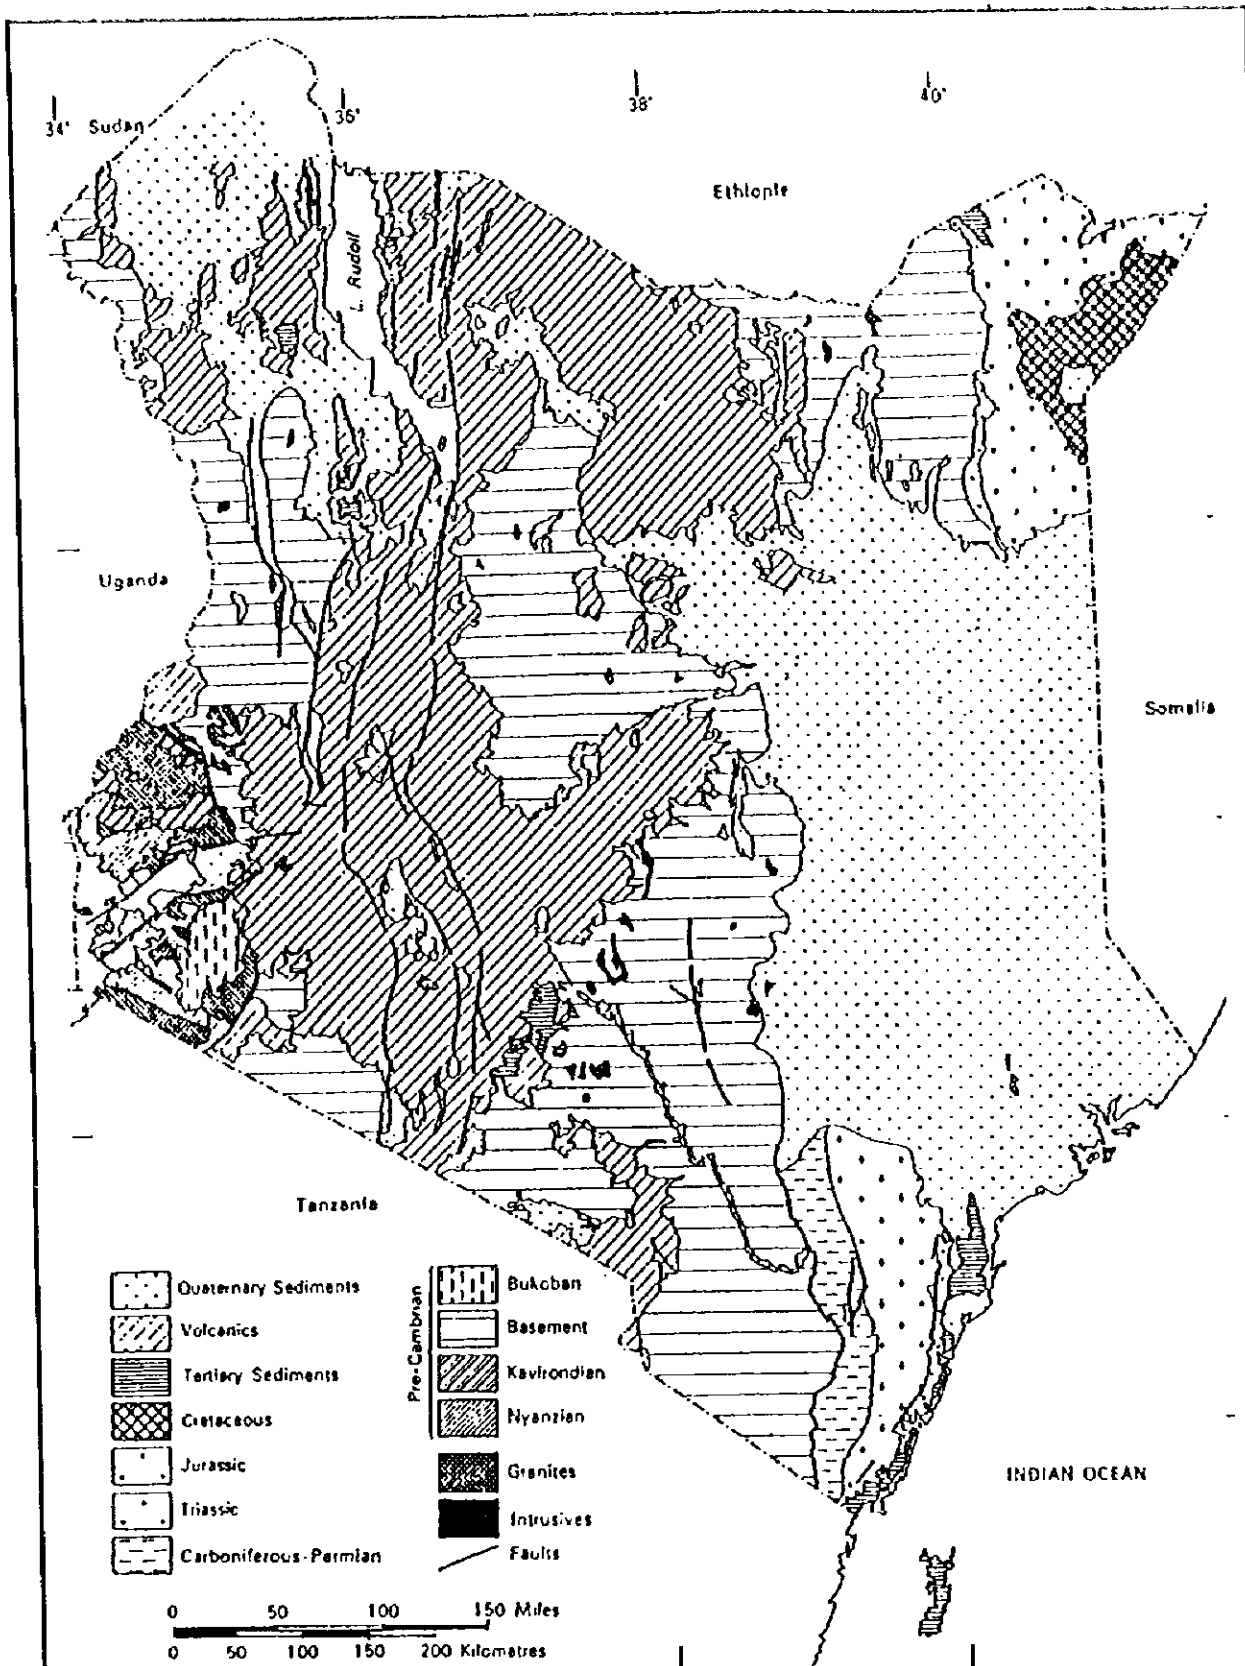 34°
Sudan
36°
38°
40°
Ethiopie
L. Rudolf
Uganda
Somalia
Tanzania
INDIAN OCEAN
Quaternary Sediments
Volcanics
Tertiary Sediments
Cretaceous
Jurassic
Triassic
Carboniferous-Permian
Pre-Cambrian
Bukoban
Basement
Kavirondian
Nyanzian
Granites
Intrusives
Faults
0 50 100 150 Miles
0 50 100 150 200 Kilometres